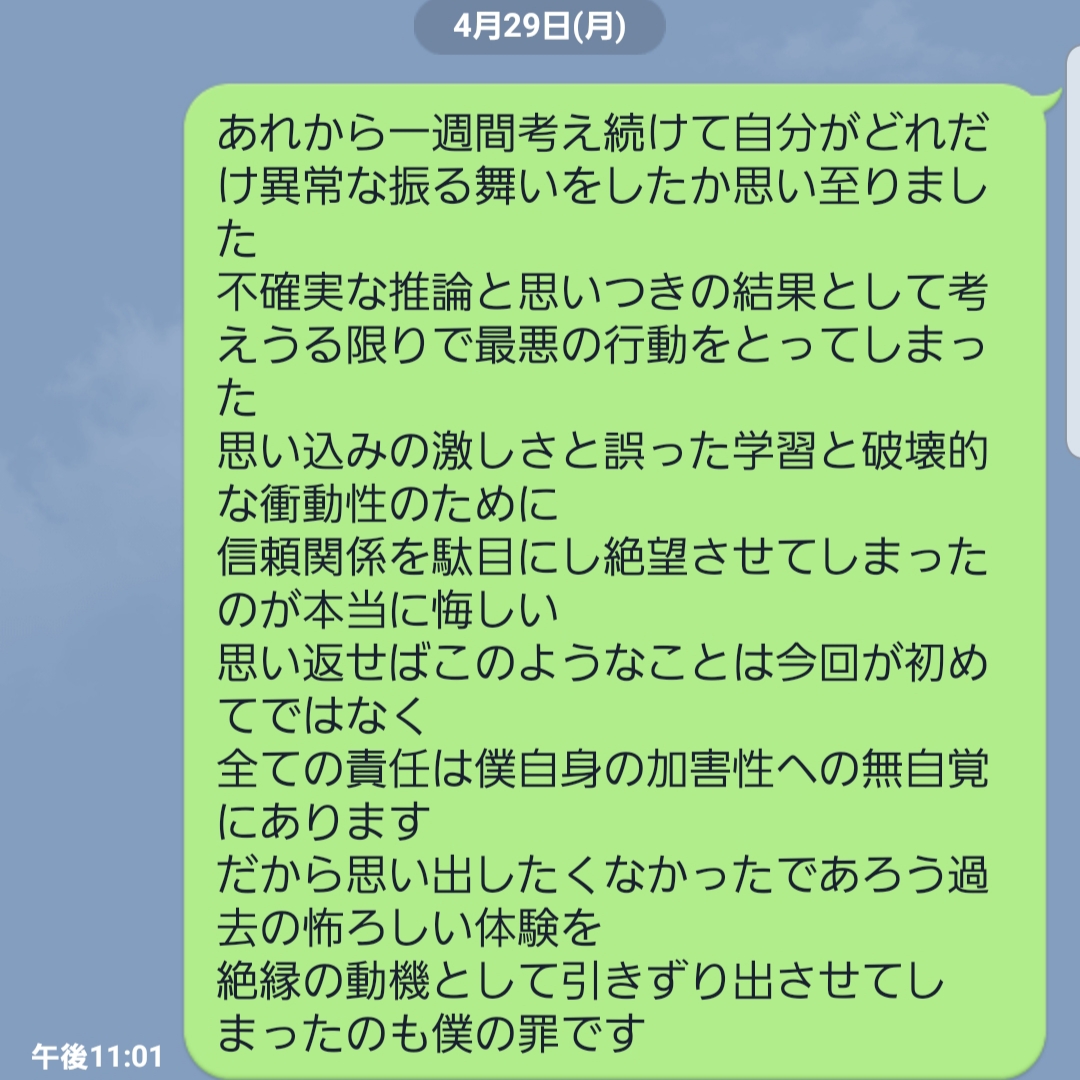 4月29日(月)
あれから一週間考え続けて自分がどれだ
け異常な振る舞いをしたか思い至りまし
た
不確実な推論と思いつきの結果として考
えうる限りで最悪の行動をとってしまっ
た
思い込みの激しさと誤った学習と破壊的
な衝動性のために
信頼関係を駄目にし絶望させてしまった
のが本当に悔しい
思い返せばこのようなことは今回が初め
てではなく
全ての責任は僕自身の加害性への無自覚
にあります
だから思い出したくなかったであろう過
去の怖ろしい体験を
絶縁の動機として引きずり出させてし
まったのも僕の罪です
午後11:01